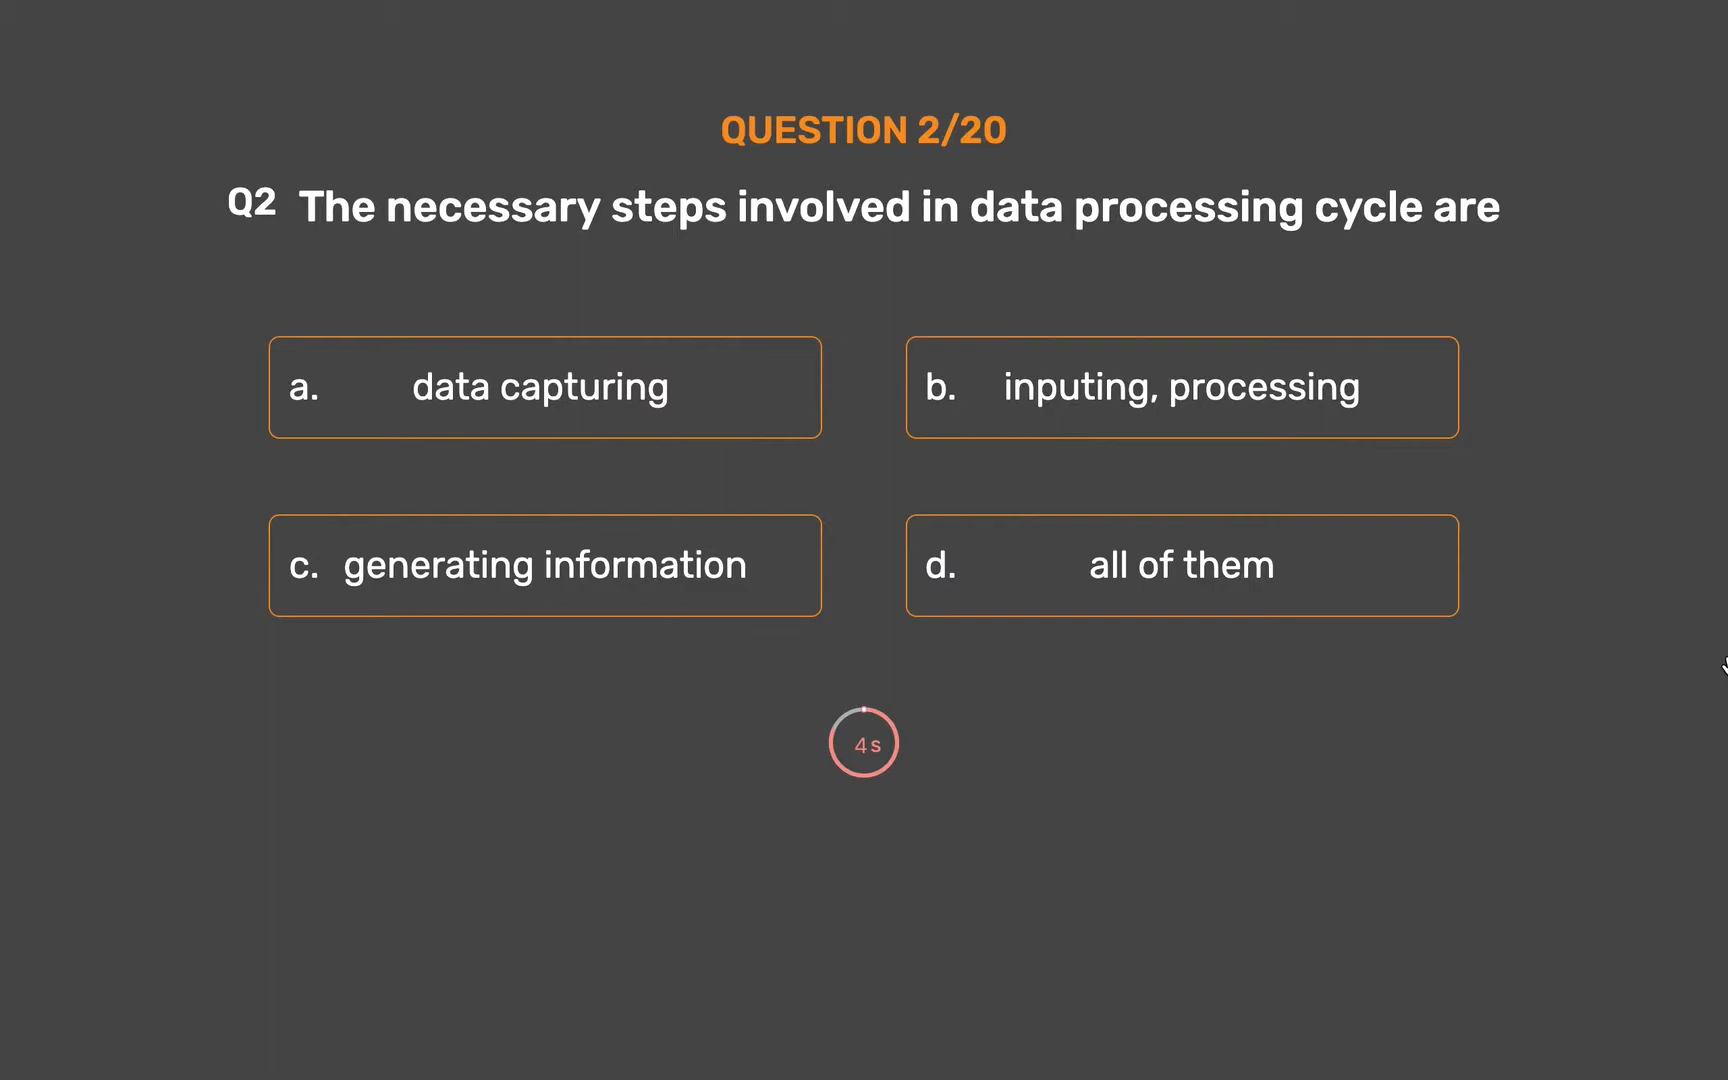 QUESTION 2/20
Q2 The necessary steps involved in data processing cycle are
a. data capturing
b. inputing, processing
c. generating information
d. all of them
4s